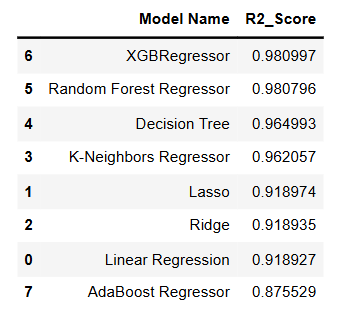 Model Name R2_Score
6 XGBRegressor 0.980997
5 Random Forest Regressor 0.980796
4 Decision Tree 0.964993
3 K-Neighbors Regressor 0.962057
1 Lasso 0.918974
2 Ridge 0.918935
0 Linear Regression 0.918927
7 AdaBoost Regressor 0.875529